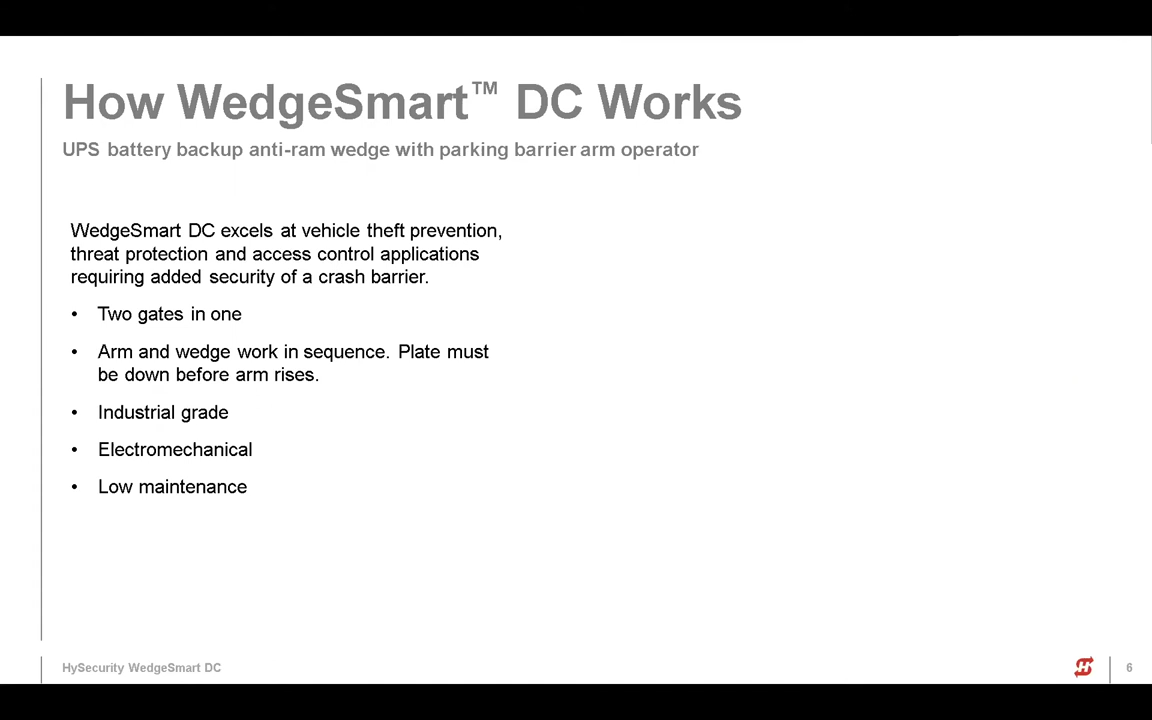 How WedgeSmart™ DC Works
UPS battery backup anti-ram wedge with parking barrier arm operator
WedgeSmart DC excels at vehicle theft prevention,
threat protection and access control applications
requiring added security of a crash barrier.
• Two gates in one
• Arm and wedge work in sequence. Plate must
be down before arm rises.
• Industrial grade
• Electromechanical
• Low maintenance
HySecurity WedgeSmart DC
H
6